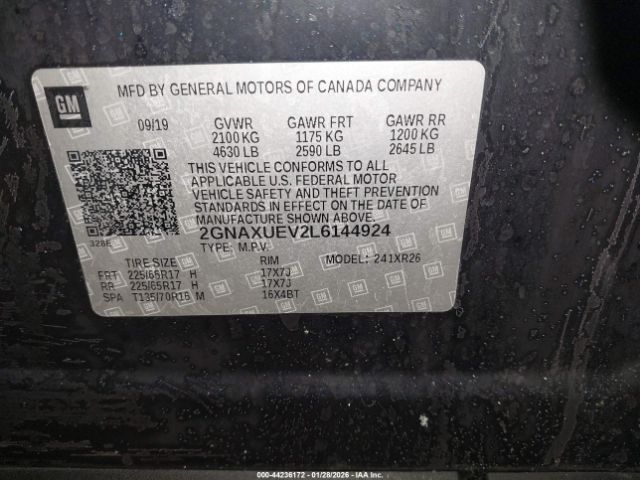 MFD BY GENERAL MOTORS OF CANADA COMPANY
GM
09/19 GVWR GAWR FRT GAWR RR
2100 KG 1175 KG 1200 KG
4630 LB 2590 LB 2645 LB
THIS VEHICLE CONFORMS TO ALL
APPLICABLE U.S. FEDERAL MOTOR
VEHICLE SAFETY AND THEFT PREVENTION
STANDARDS IN EFFECT ON THE DATE OF
MANUFACTURE SHOWN ABOVE.
2GNAXUEV2L6144924
328E TYPE: M.P.V.
TIRE SIZE RIM MODEL: 241XR26
FRT 225/65R17 H 17X7J
RR 225/65R17 H 17X7J
SPA T135/70R16 M 16X4BT
000-44236172 | 01/28/2026 - IAA Inc.